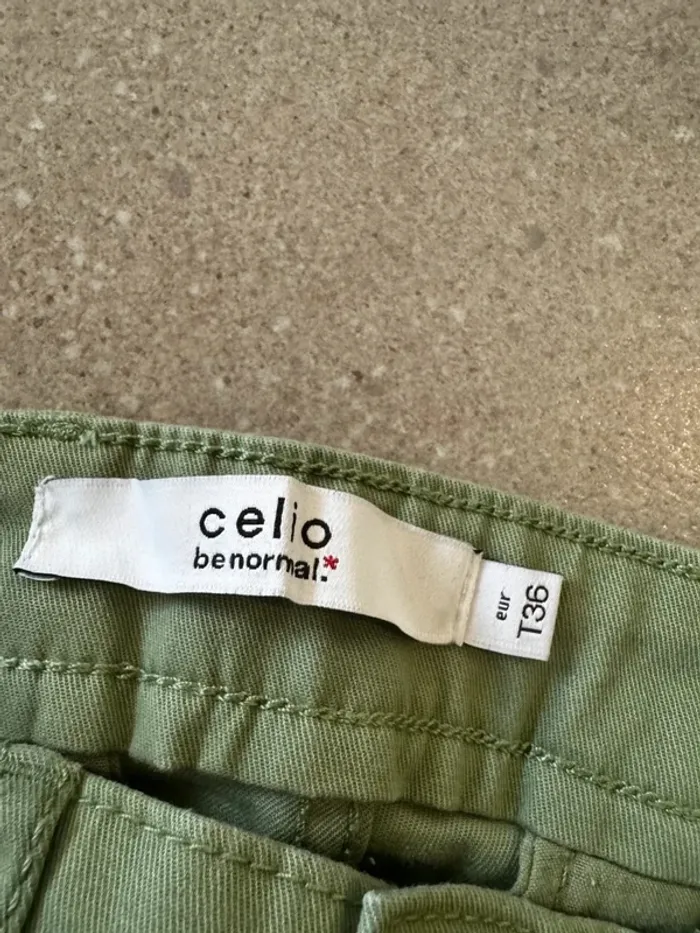 celio
benormal.*
eur
T36